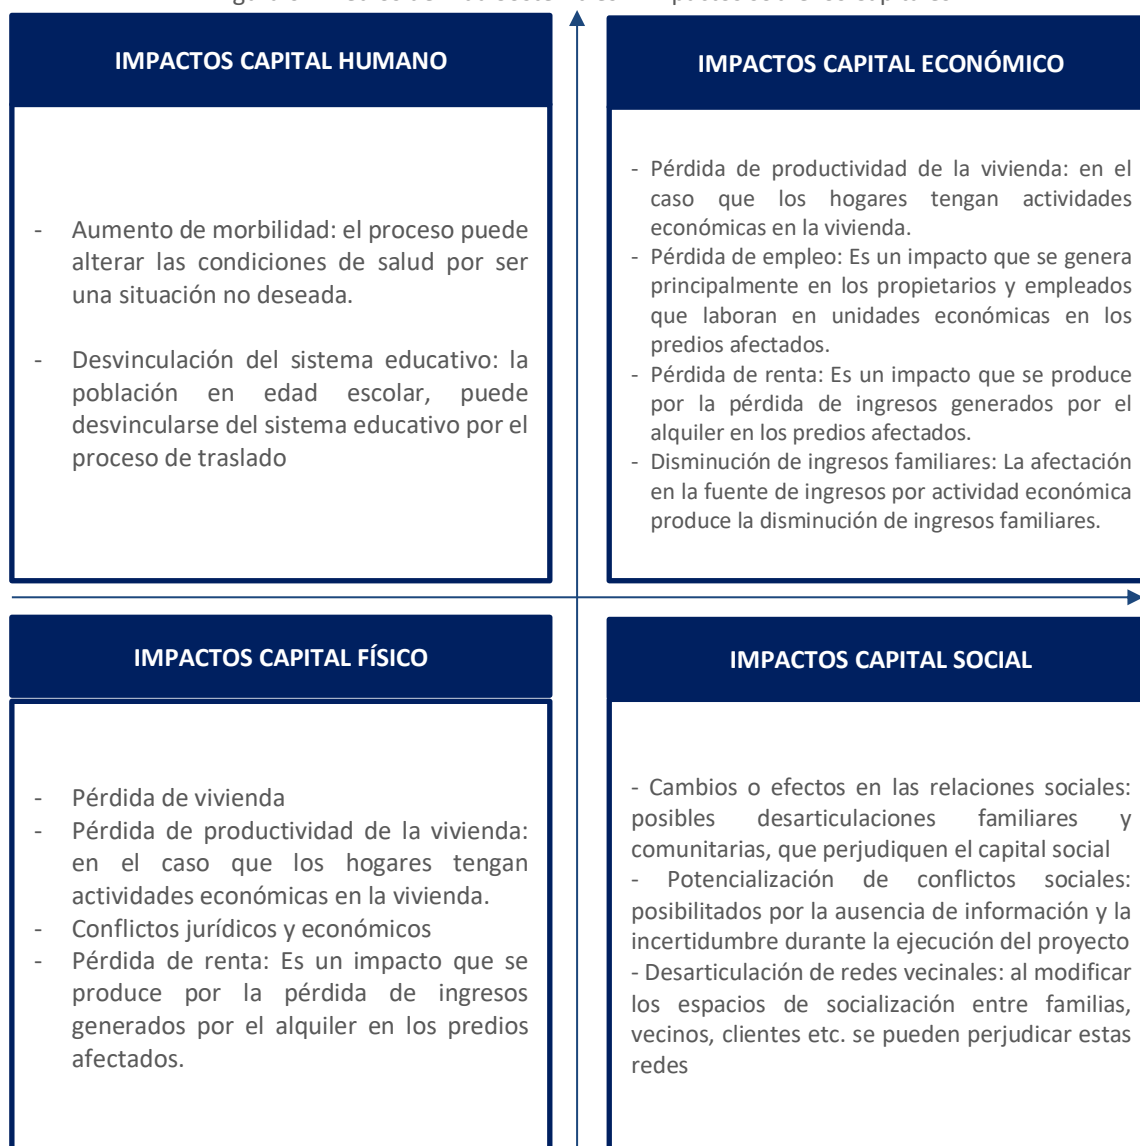 IMPACTOS CAPITAL HUMANO
- Aumento de morbilidad: el proceso puede
alterar las condiciones de salud por ser
una situación no deseada.
- Desvinculación del sistema educativo: la
población en edad escolar, puede
desvincularse del sistema educativo por el
proceso de traslado
IMPACTOS CAPITAL ECONÓMICO
- Pérdida de productividad de la vivienda: en el
caso que los hogares tengan actividades
económicas en la vivienda.
- Pérdida de empleo: Es un impacto que se genera
principalmente en los propietarios y empleados
que laboran en unidades económicas en los
predios afectados.
- Pérdida de renta: Es un impacto que se produce
por la pérdida de ingresos generados por el
alquiler en los predios afectados.
- Disminución de ingresos familiares: La afectación
en la fuente de ingresos por actividad económica
produce la disminución de ingresos familiares.
IMPACTOS CAPITAL FÍSICO
- Pérdida de vivienda
- Pérdida de productividad de la vivienda:
en el caso que los hogares tengan
actividades económicas en la vivienda.
- Conflictos jurídicos y económicos
- Pérdida de renta: Es un impacto que se
produce por la pérdida de ingresos
generados por el alquiler en los predios
afectados.
IMPACTOS CAPITAL SOCIAL
- Cambios o efectos en las relaciones sociales:
posibles desarticulaciones familiares y
comunitarias, que perjudiquen el capital social
- Potencialización de conflictos sociales:
posibilitados por la ausencia de información y la
incertidumbre durante la ejecución del proyecto
- Desarticulación de redes vecinales: al modificar
los espacios de socialización entre familias,
vecinos, clientes etc. se pueden perjudicar estas
redes